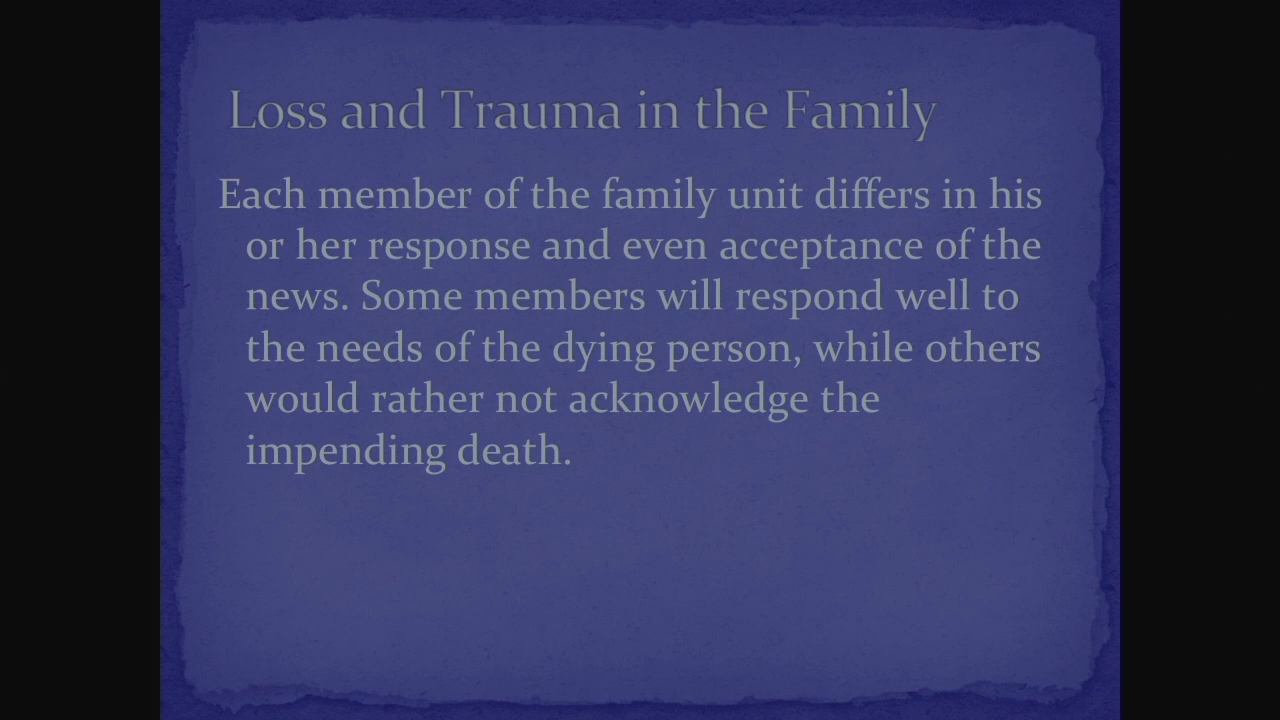 Loss and Trauma in the Family
Each member of the family unit differs in his
or her response and even acceptance of the
news. Some members will respond well to
the needs of the dying person, while others
would rather not acknowledge the
impending death.